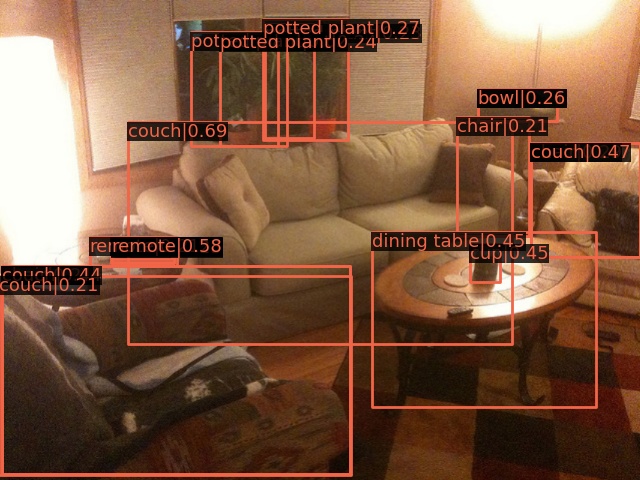 potted plant|0.27
potted plant|0.24
bowl|0.26
chair|0.21
couch|0.69
couch|0.47
remote|0.58
dining table|0.45
cup|0.45
couch|0.44
couch|0.21